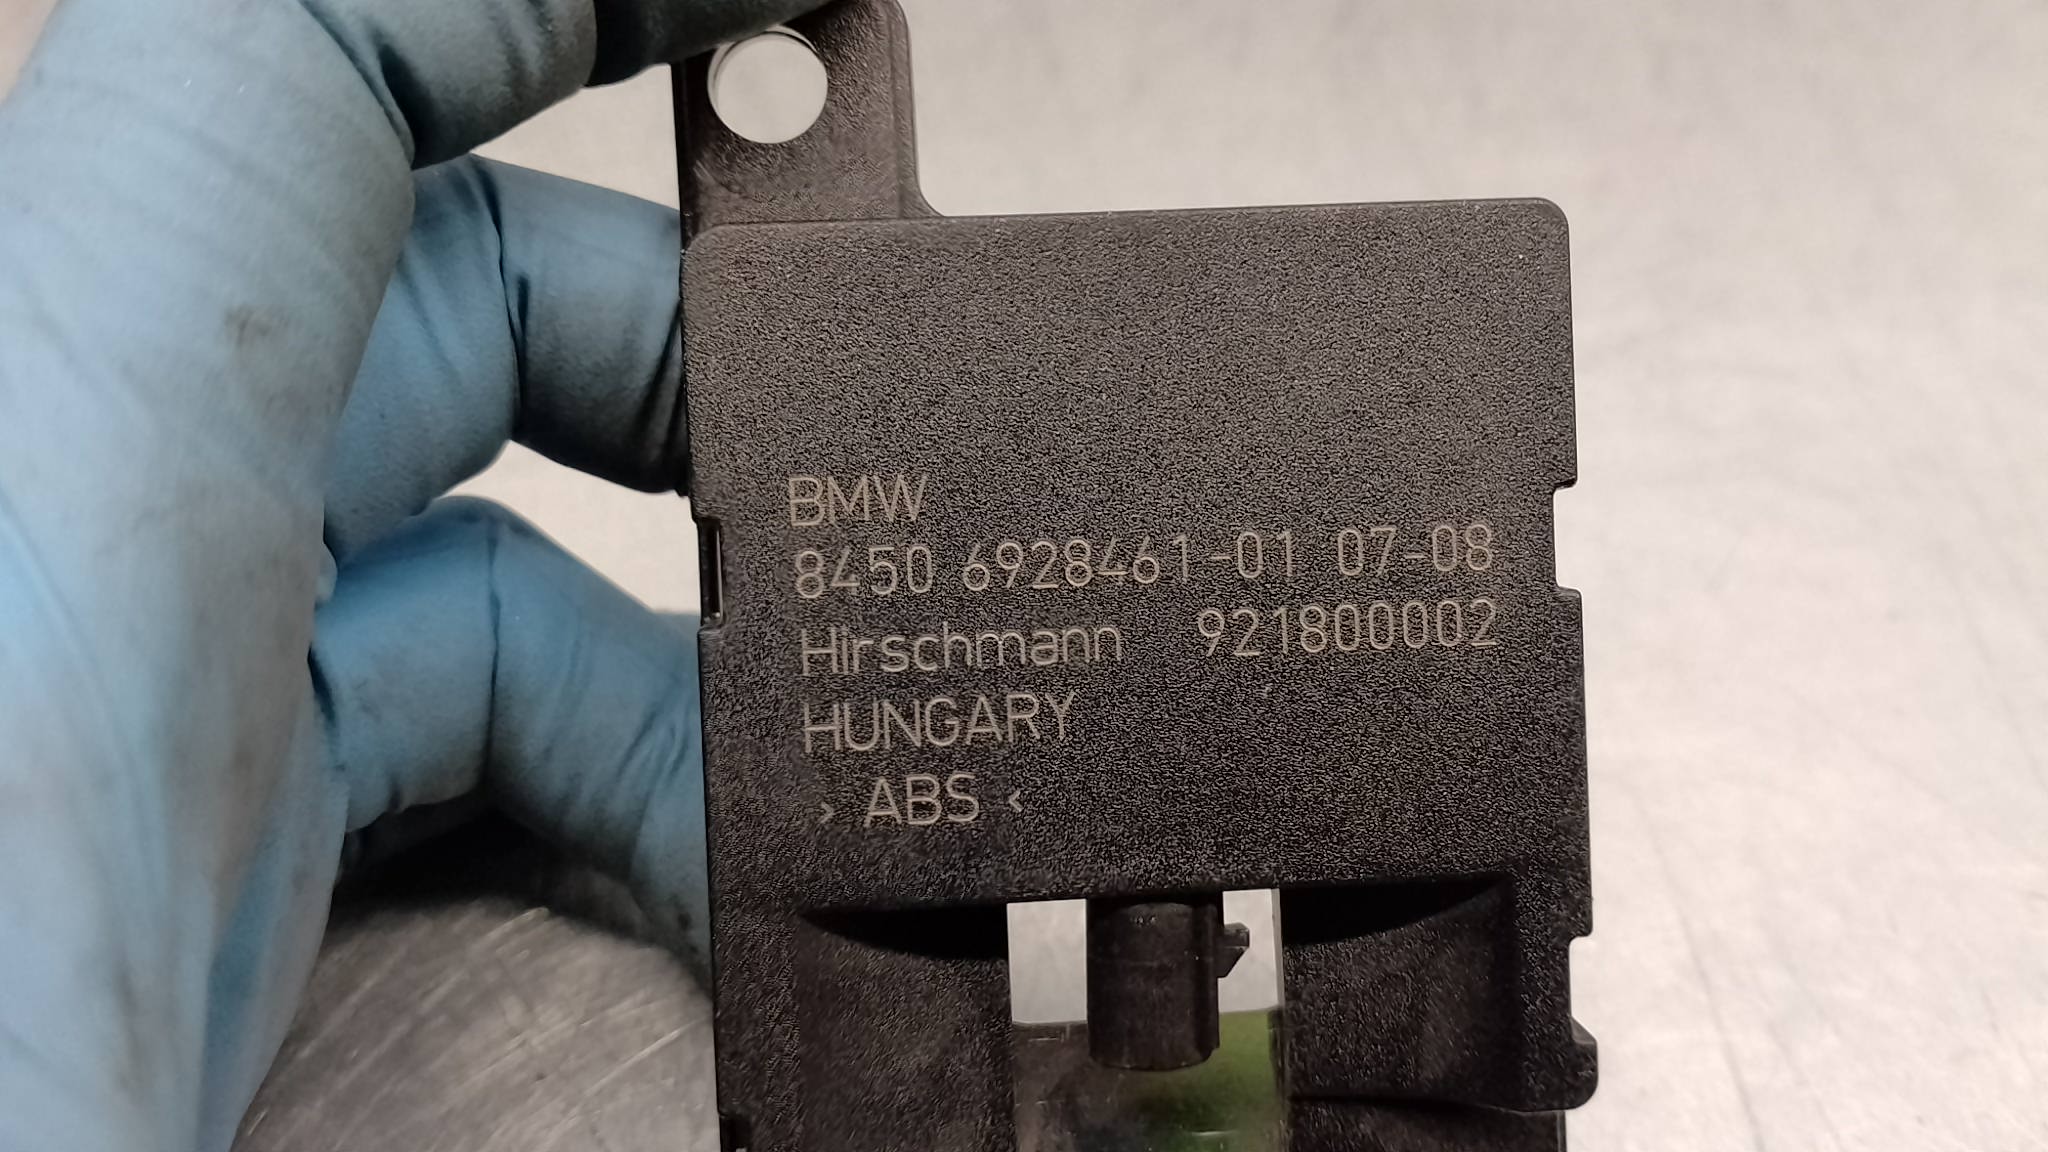 BMW
8450 6928461-01 07-08
Hirschmann 921800002
HUNGARY
› ABS ‹